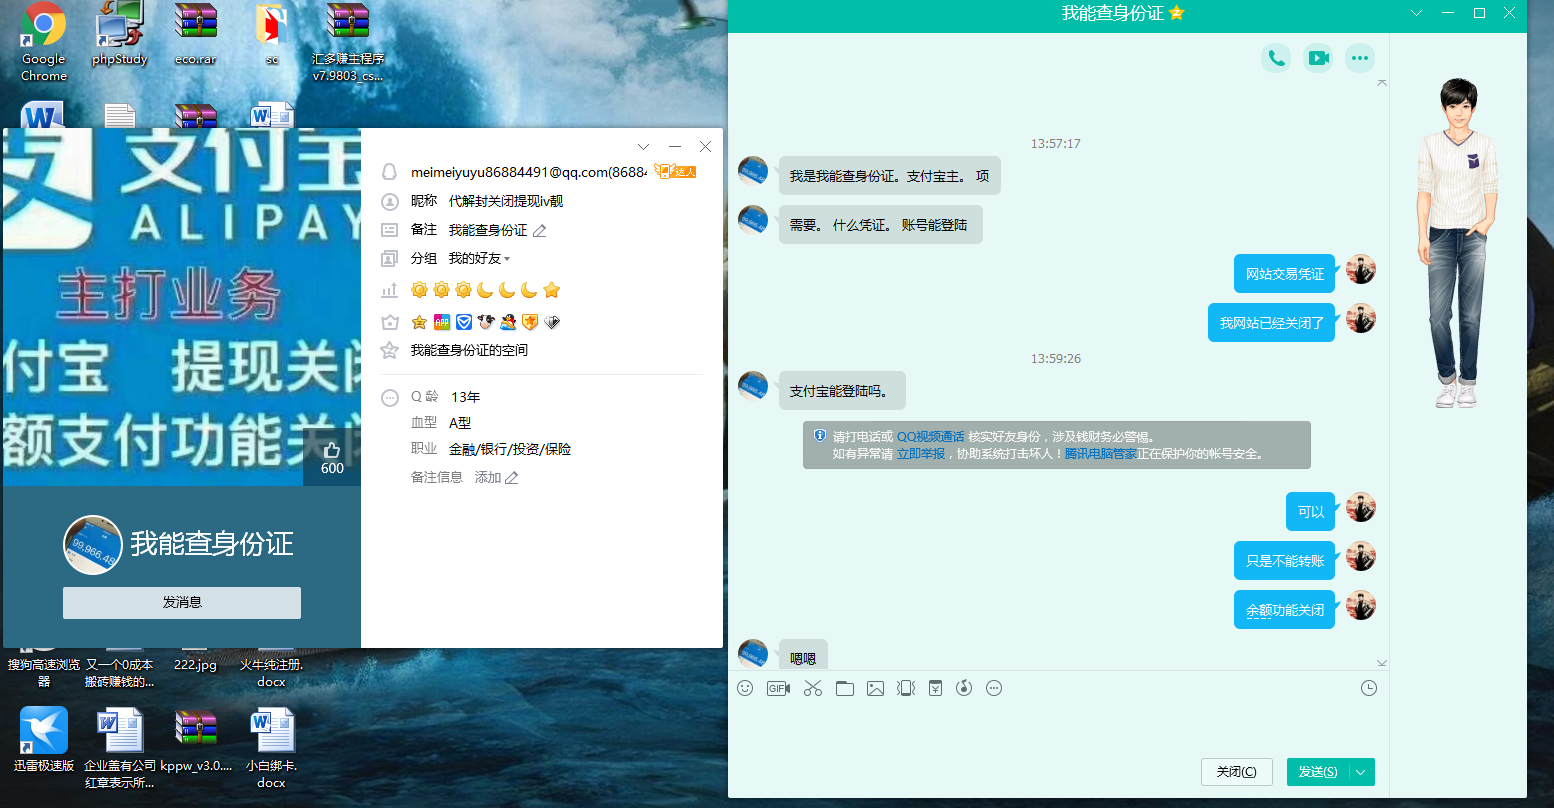 Google
Chrome
phpStudy
eco.rar
sc
汇多赚主程序
v7.9803_cs...
支付宝
ALIPAY
主打业务
付宝 提现关闭
额支付功能关闭
600
99,966.48
我能查身份证
发消息
meimeiyuyu86884491@qq.com(86884
达人
昵称 代解封关闭提现iv靓
备注 我能查身份证
分组 我的好友
APP
我能查身份证的空间
Q 龄 13年
血型 A型
职业 金融/银行/投资/保险
备注信息 添加
搜狗高速浏览
器
又一个0成本
搬砖赚钱的...
222.jpg
火牛纯注册.
docx
迅雷极速版
企业盖有公司
红章表示所...
kppw_v3.0....
小白绑卡.
docx
我能查身份证
13:57:17
我是我能查身份证。支付宝主。 项
需要。 什么凭证。 账号能登陆
网站交易凭证
我网站已经关闭了
13:59:26
支付宝能登陆吗。
请打电话或 QQ视频通话 核实好友身份，涉及钱财务必警惕。
如有异常请 立即举报，协助系统打击坏人！腾讯电脑管家正在保护你的帐号安全。
可以
只是不能转账
余额功能关闭
嗯嗯
GIF
关闭(C)
发送(S)